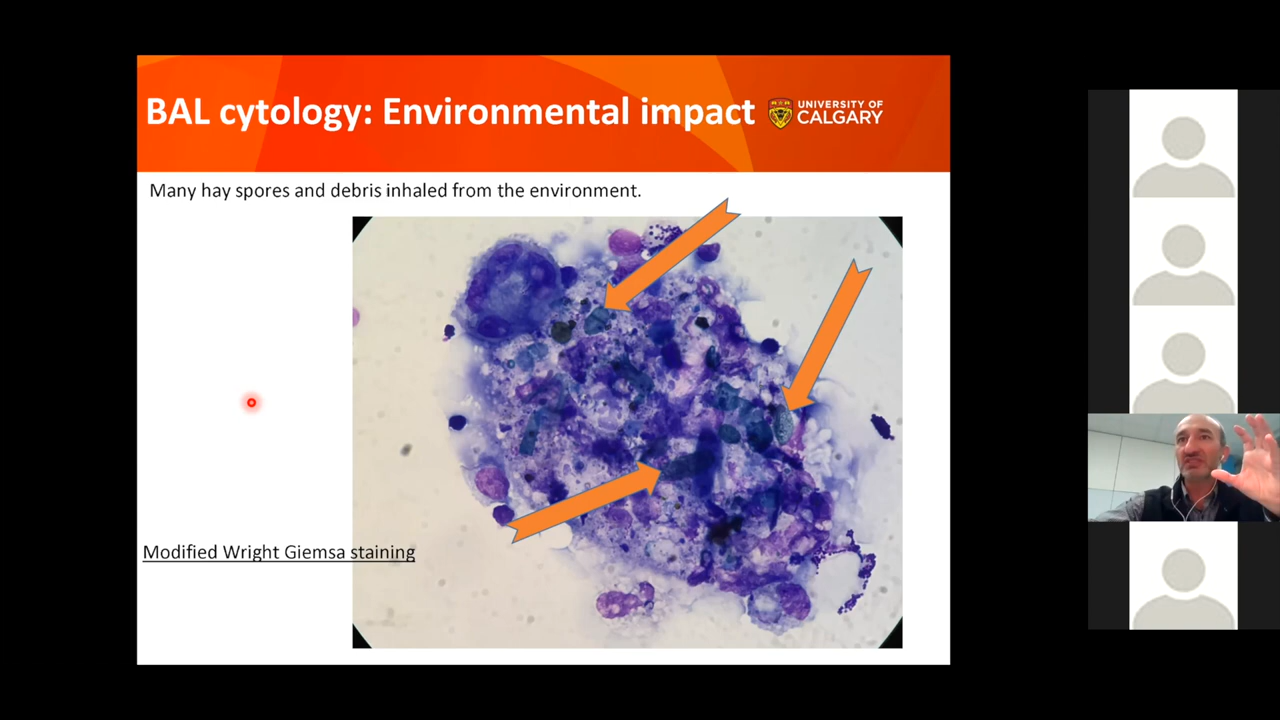 BAL cytology: Environmental impact
UNIVERSITY OF
CALGARY
Many hay spores and debris inhaled from the environment.
Modified Wright Giemsa staining